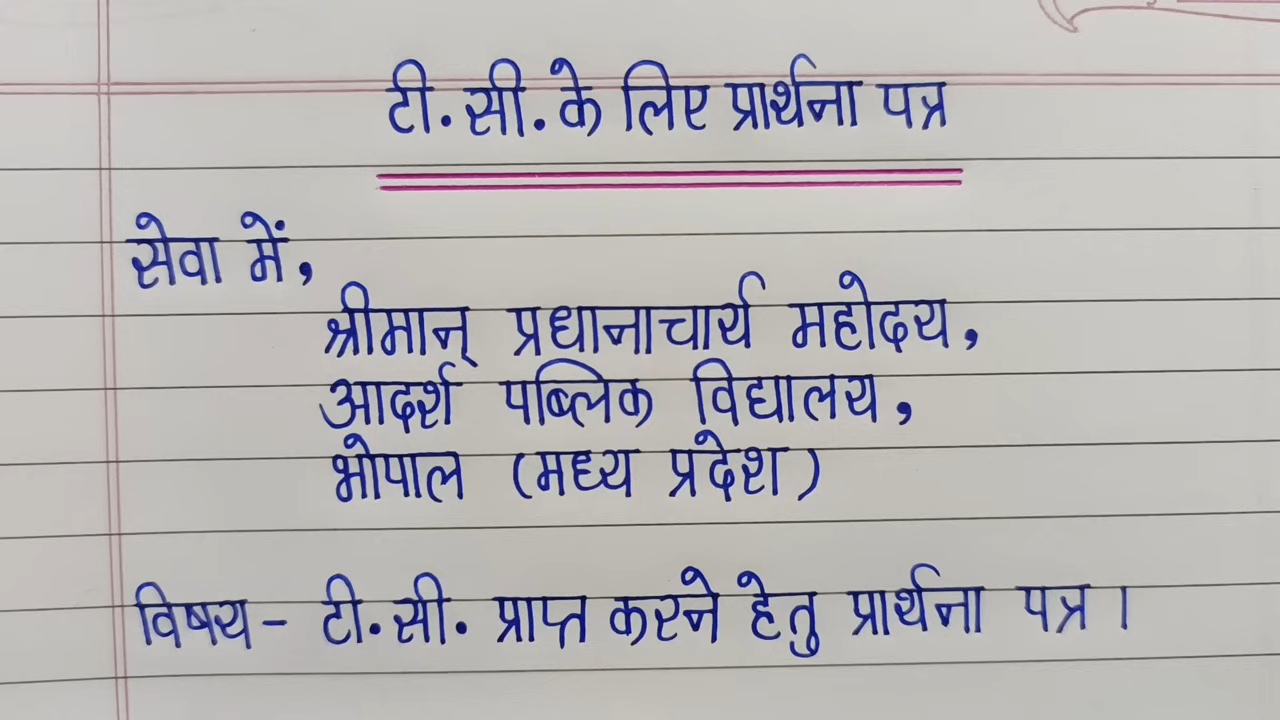 टी.सी. के लिए प्रार्थना पत्र
सेवा में,
श्रीमान् प्रधानाचार्य महोदय,
आदर्श पब्लिक विद्यालय,
भोपाल (मध्य प्रदेश)
विषय - टी.सी. प्राप्त करने हेतु प्रार्थना पत्र ।